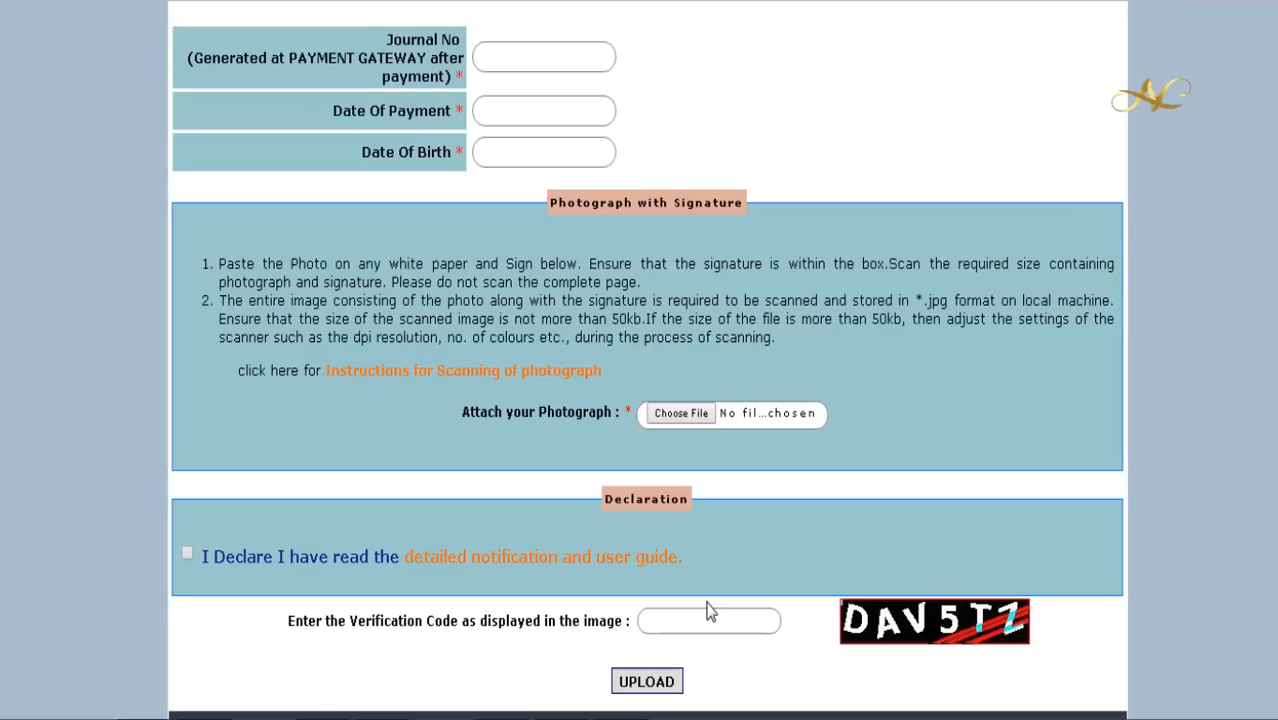 Journal No
(Generated at PAYMENT GATEWAY after
payment) *
Date Of Payment *
Date Of Birth *
Photograph with Signature
1. Paste the Photo on any white paper and Sign below. Ensure that the signature is within the box.Scan the required size containing
photograph and signature. Please do not scan the complete page.
2. The entire image consisting of the photo along with the signature is required to be scanned and stored in *.jpg format on local machine.
Ensure that the size of the scanned image is not more than 50kb.If the size of the file is more than 50kb, then adjust the settings of the
scanner such as the dpi resolution, no. of colours etc., during the process of scanning.
click here for Instructions for Scanning of photograph
Attach your Photograph : * Choose File No fil...chosen
Declaration
I Declare I have read the detailed notification and user guide.
Enter the Verification Code as displayed in the image : DAV5TZ
UPLOAD